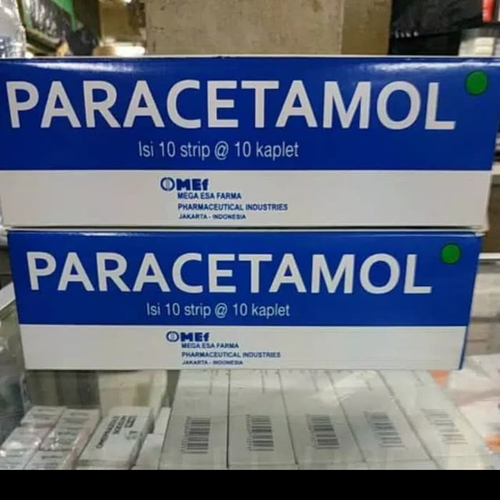 PARACETAMOL
Isi 10 strip @ 10 kaplet
MEf
MEGA ESA FARMA
PHARMACEUTICAL INDUSTRIES
JAKARTA - INDONESIA
PARACETAMOL
Isi 10 strip @ 10 kaplet
MEf
MEGA ESA FARMA
PHARMACEUTICAL INDUSTRIES
JAKARTA - INDONESIA